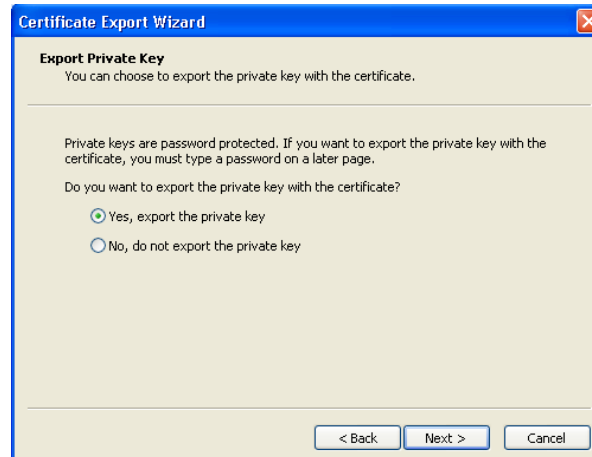 Certificate Export Wizard
Export Private Key
You can choose to export the private key with the certificate.
Private keys are password protected. If you want to export the private key with the
certificate, you must type a password on a later page.
Do you want to export the private key with the certificate?
Yes, export the private key
No, do not export the private key
< Back Next > Cancel